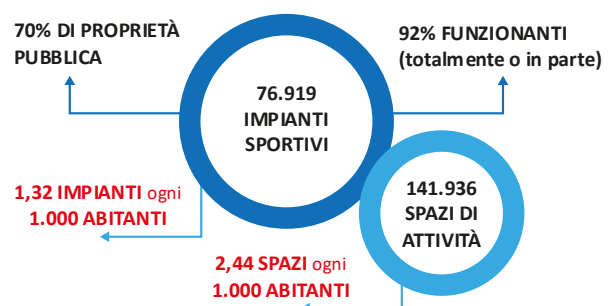 70% DI PROPRIETÀ
PUBBLICA
92% FUNZIONANTI
(totalmente o in parte)
76.919
IMPIANTI
SPORTIVI
1,32 IMPIANTI ogni
1.000 ABITANTI
141.936
SPAZI DI
ATTIVITÀ
2,44 SPAZI ogni
1.000 ABITANTI